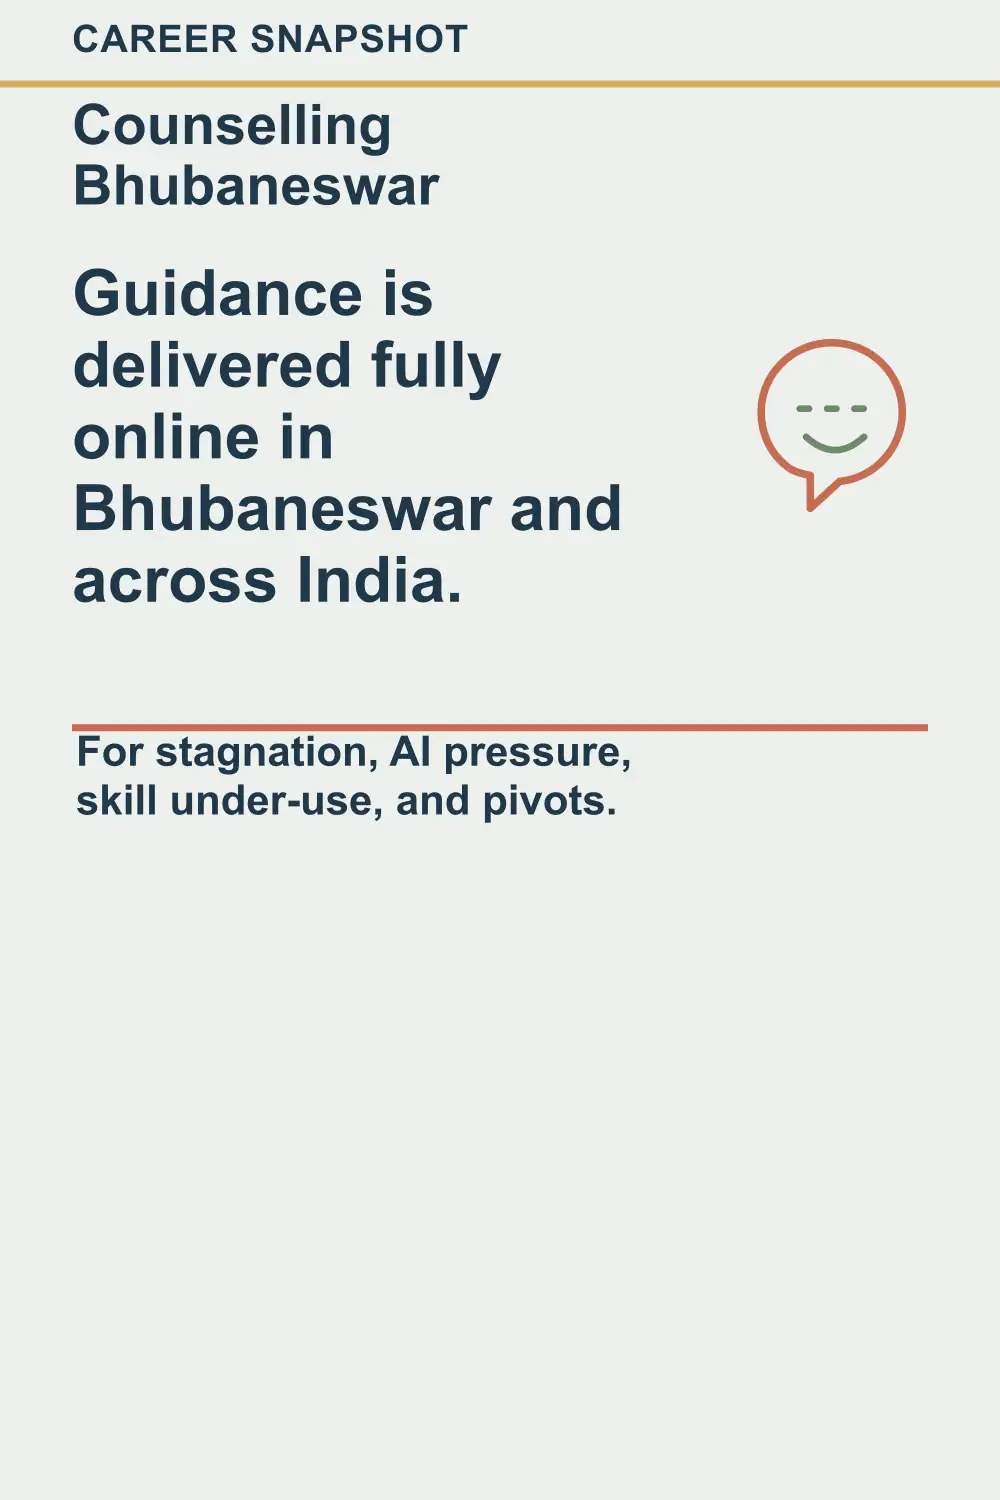 CAREER SNAPSHOT
Counselling
Bhubaneswar
Guidance is
delivered fully
online in
Bhubaneswar and
across India.
For stagnation, AI pressure,
skill under-use, and pivots.